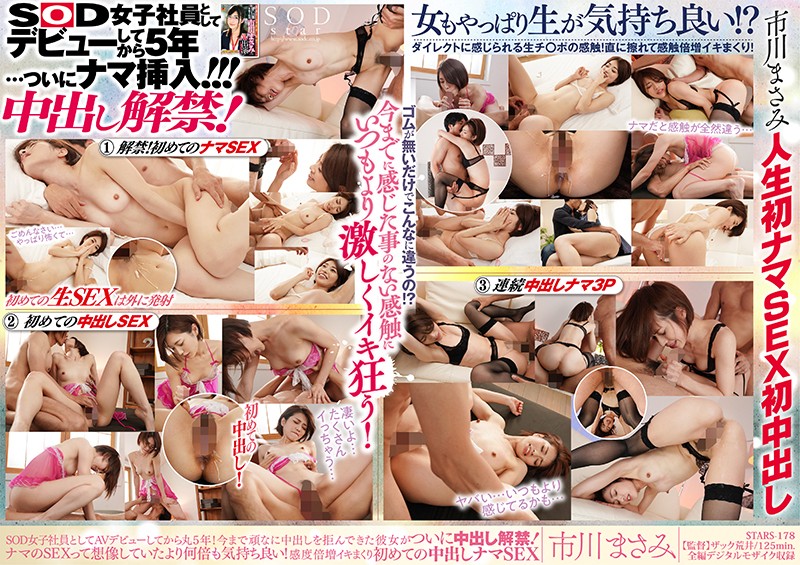 SOD女子社員として
デビューしてから5年
…ついにナマ挿入!!!
中出し解禁!
SOD
star
① 解禁!初めてのナマSEX
ごめんなさい…
やっぱり怖くて…
初めての生SEXは外に発射
② 初めての中出しSEX
初めての
中出し!
凄いよ…
たくさん
イっちゃう…
ゴムが無いだけでこんなに違うの!?
今までに感じた事のない感触に
いつもより激しくイキ狂う!
女もやっぱり生が気持ち良い!?
ダイレクトに感じられる生チ〇ポの感触!直に擦れて感触倍増イキまくり!
ナマだと感触が全然違う…
③ 連続中出しナマ3P
ヤバい…いつもより
感じてるかも…
市川まさみ
人生初ナマSEX初中出し
SOD女子社員としてAVデビューしてから丸5年!今まで頑なに中出しを拒んできた彼女がついに中出し解禁!
ナマのSEXって想像していたより何倍も気持ち良い!感度倍増イキまくり初めての中出しナマSEX
市川まさみ
STARS-178
【監督】ザック荒井/125min.
全編デジタルモザイク収録